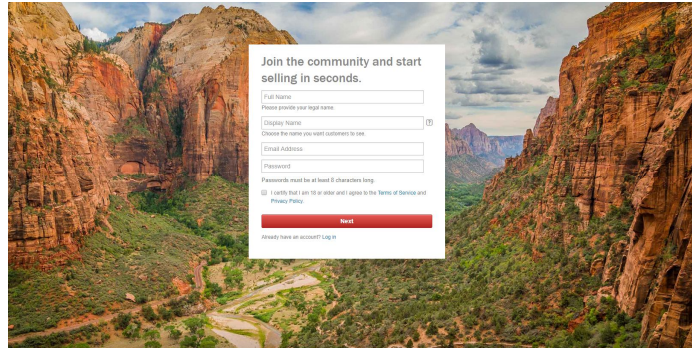 Join the community and start
selling in seconds.
Full Name
Please provide your legal name.
Display Name
?
Choose the name you want customers to see.
Email Address
Password
Passwords must be at least 8 characters long.
I certify that I am 18 or older and I agree to the Terms of Service and
Privacy Policy.
Next
Already have an account? Log in